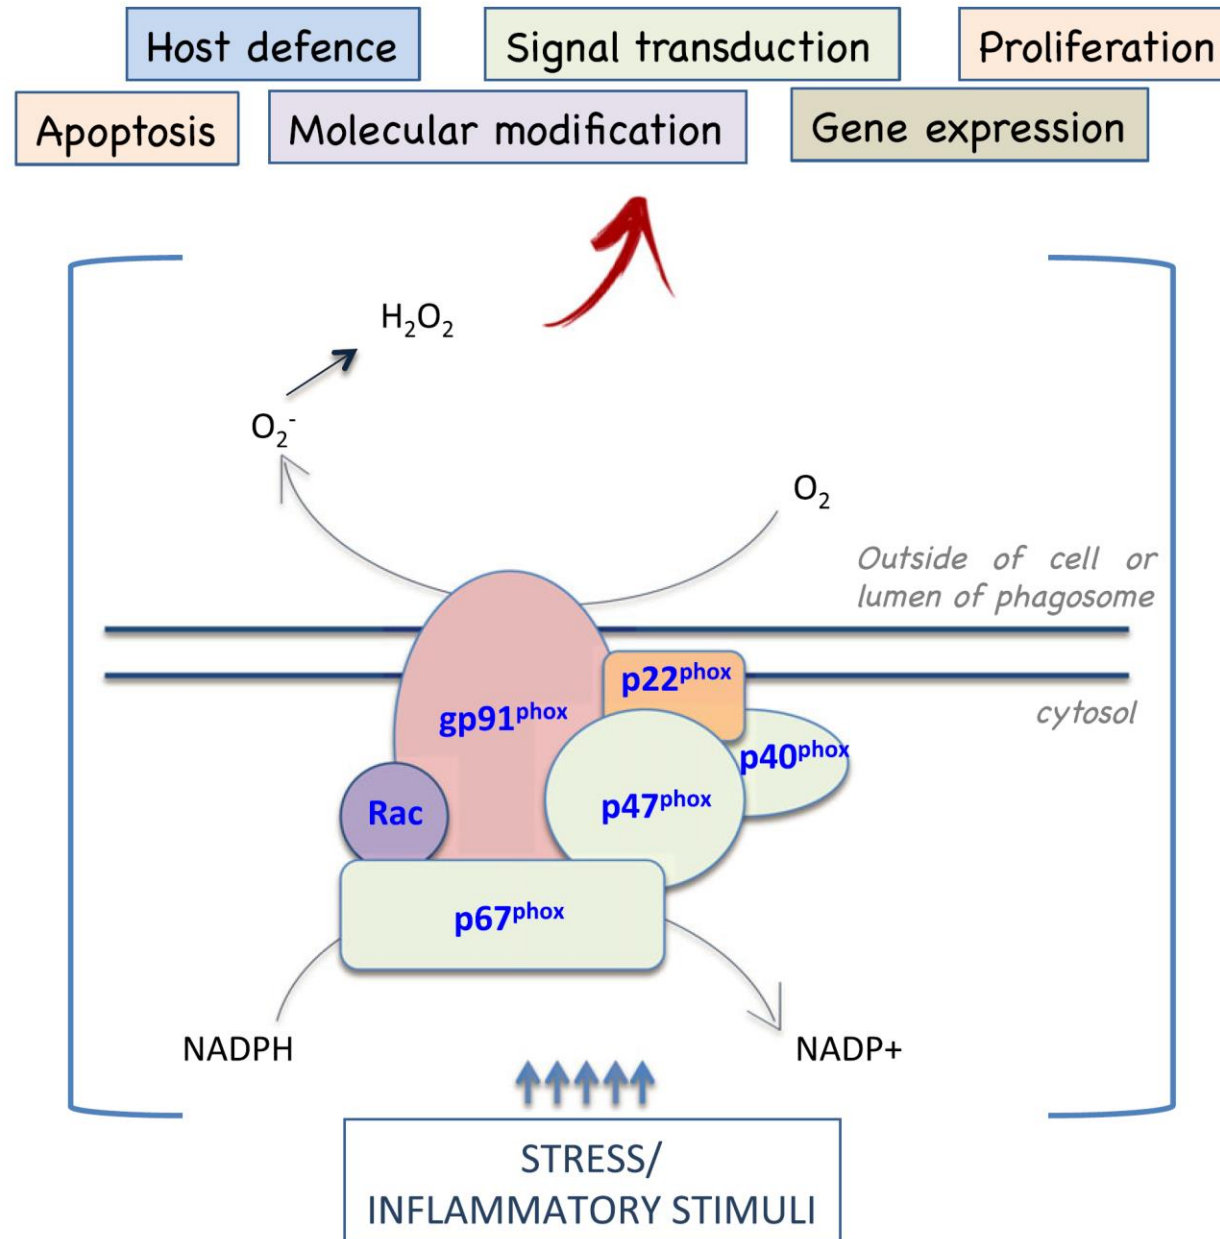 Host defence
Signal transduction
Proliferation
Apoptosis
Molecular modification
Gene expression
H₂O₂
O₂⁻
O₂
Outside of cell or
lumen of phagosome
p22ᵖʰᵒˣ
gp91ᵖʰᵒˣ
cytosol
p40ᵖʰᵒˣ
Rac
p47ᵖʰᵒˣ
p67ᵖʰᵒˣ
NADPH
NADP+
STRESS/
INFLAMMATORY STIMULI